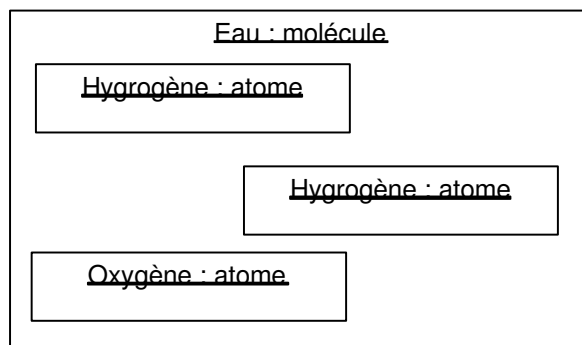 Eau : molécule
Hygrogène : atome
Hygrogène : atome
Oxygène : atome